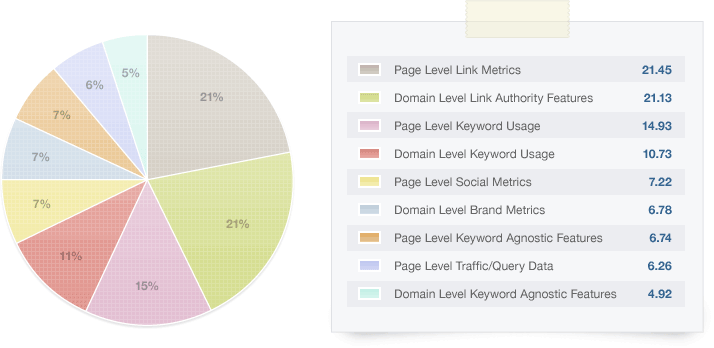 21%
21%
15%
11%
7%
7%
7%
6%
5%
Page Level Link Metrics 21.45
Domain Level Link Authority Features 21.13
Page Level Keyword Usage 14.93
Domain Level Keyword Usage 10.73
Page Level Social Metrics 7.22
Domain Level Brand Metrics 6.78
Page Level Keyword Agnostic Features 6.74
Page Level Traffic/Query Data 6.26
Domain Level Keyword Agnostic Features 4.92